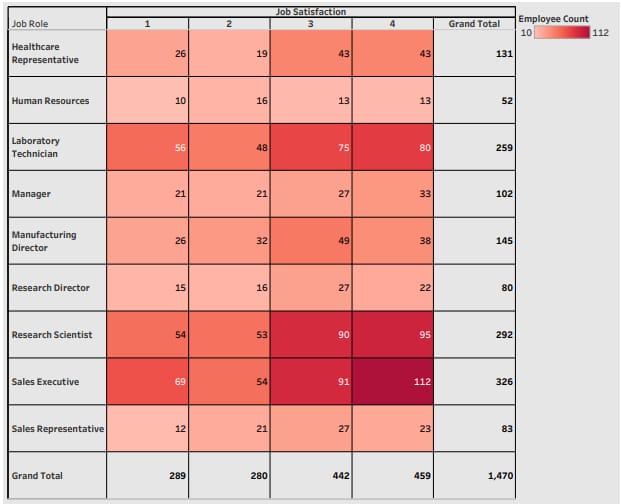 Job Satisfaction
Job Role 1 2 3 4 Grand Total
Healthcare
Representative 26 19 43 43 131
Human Resources 10 16 13 13 52
Laboratory
Technician 56 48 75 80 259
Manager 21 21 27 33 102
Manufacturing
Director 26 32 49 38 145
Research Director 15 16 27 22 80
Research Scientist 54 53 90 95 292
Sales Executive 69 54 91 112 326
Sales Representative 12 21 27 23 83
Grand Total 289 280 442 459 1,470
Employee Count
10 112